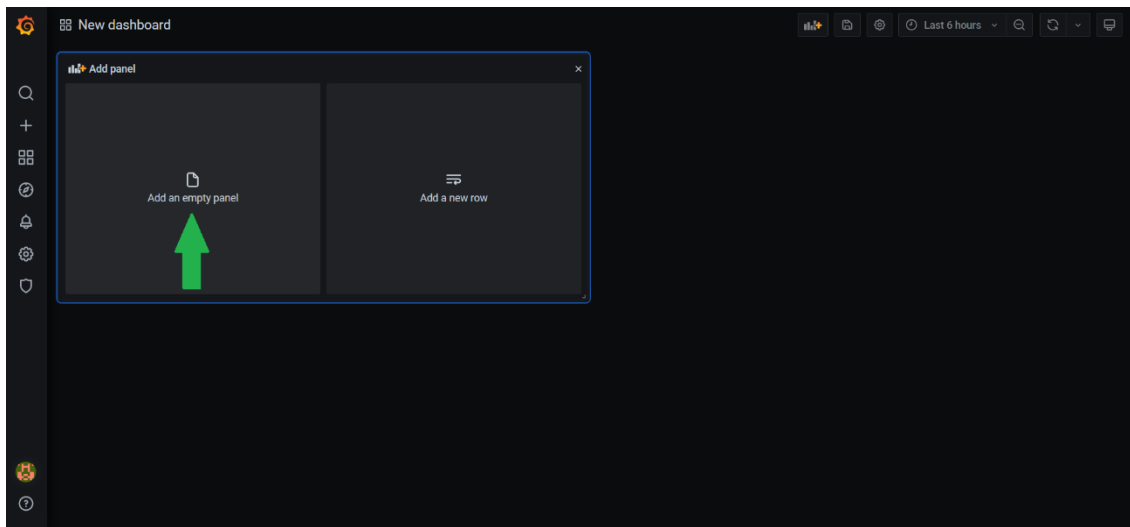 New dashboard
Last 6 hours
Add panel
Add an empty panel
Add a new row